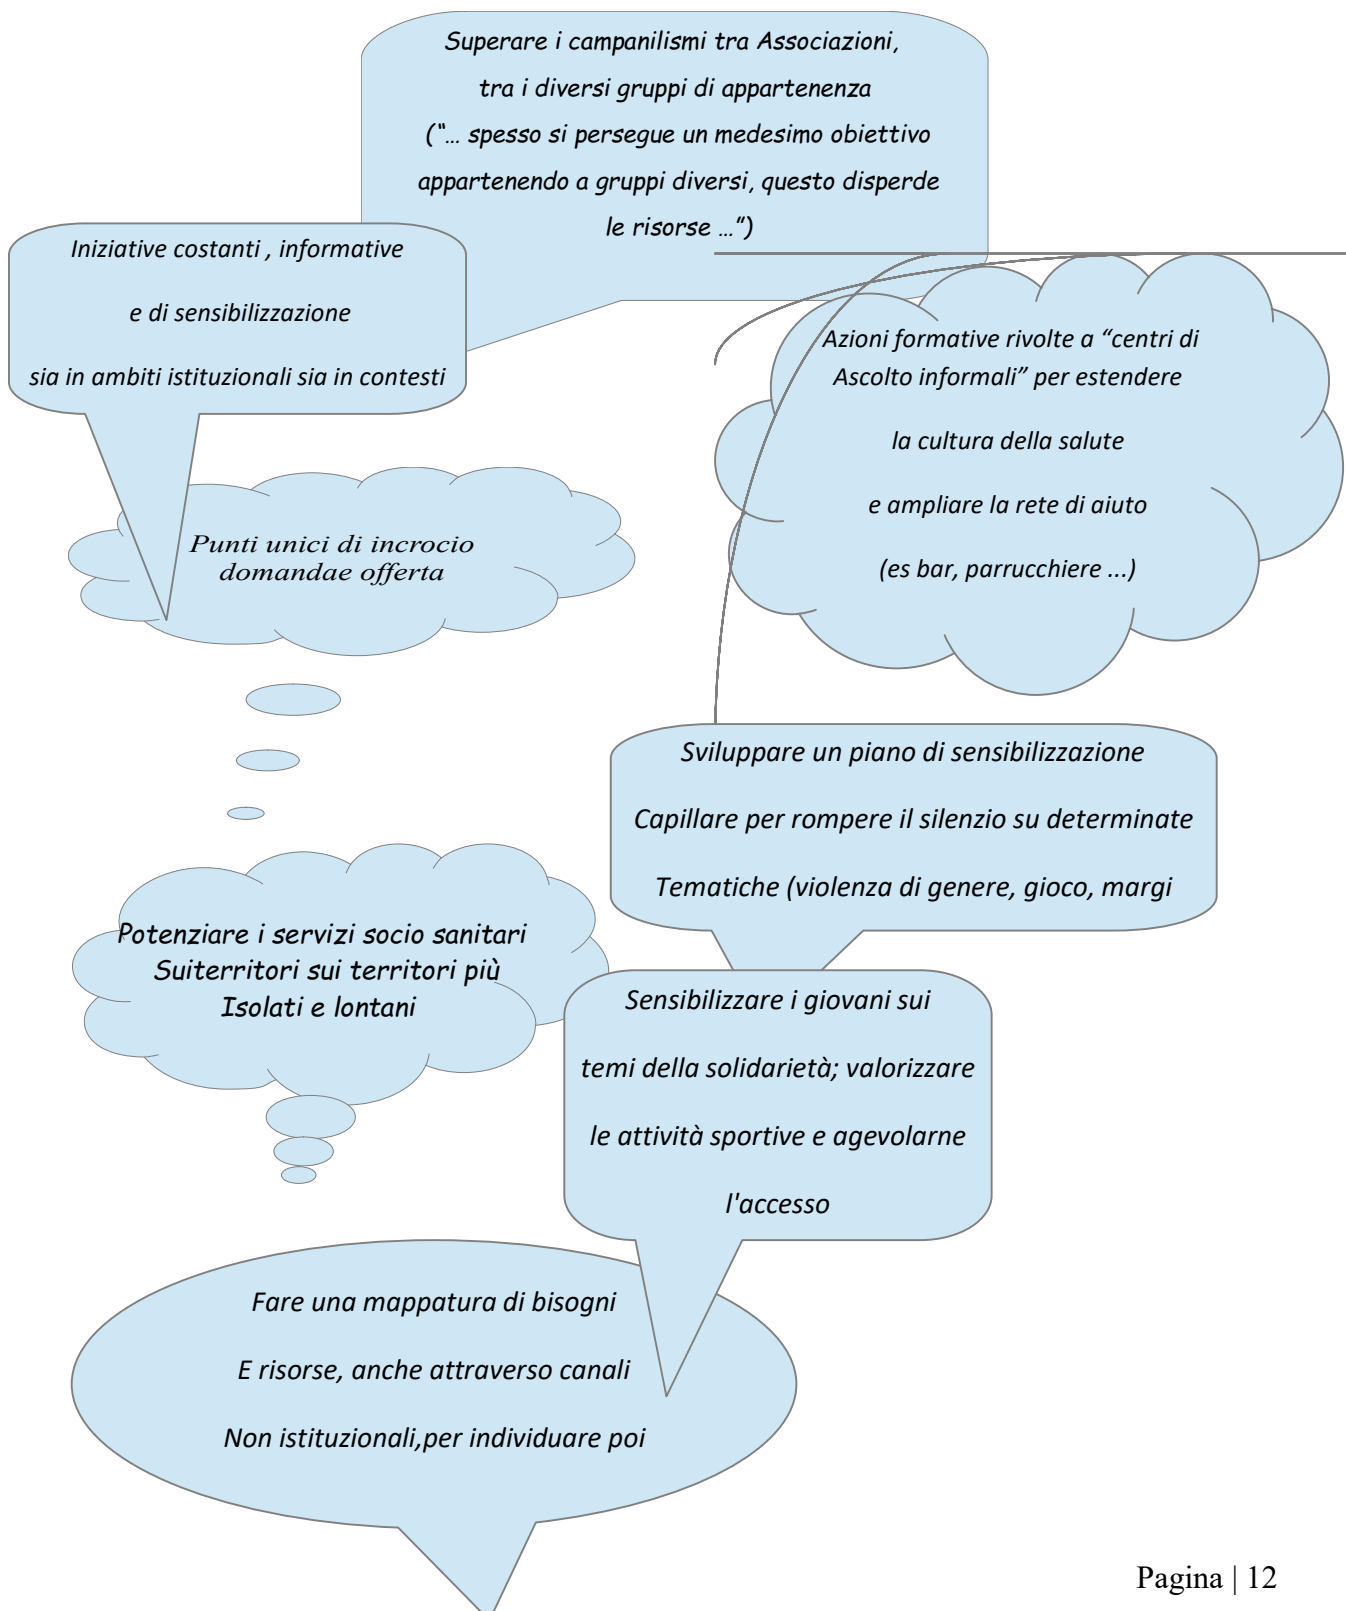 Superare i campanilismi tra Associazioni,
tra i diversi gruppi di appartenenza
(“... spesso si persegue un medesimo obiettivo
appartenendo a gruppi diversi, questo disperde
le risorse ...”)
Iniziative costanti , informative
e di sensibilizzazione
sia in ambiti istituzionali sia in contesti
Azioni formative rivolte a “centri di
Ascolto informali” per estendere
la cultura della salute
e ampliare la rete di aiuto
(es bar, parrucchiere ...)
Punti unici di incrocio
domandae offerta
Sviluppare un piano di sensibilizzazione
Capillare per rompere il silenzio su determinate
Tematiche (violenza di genere, gioco, margi
Potenziare i servizi socio sanitari
Suiterritori sui territori più
Isolati e lontani
Sensibilizzare i giovani sui
temi della solidarietà; valorizzare
le attività sportive e agevolarne
l'accesso
Fare una mappatura di bisogni
E risorse, anche attraverso canali
Non istituzionali,per individuare poi
Pagina | 12